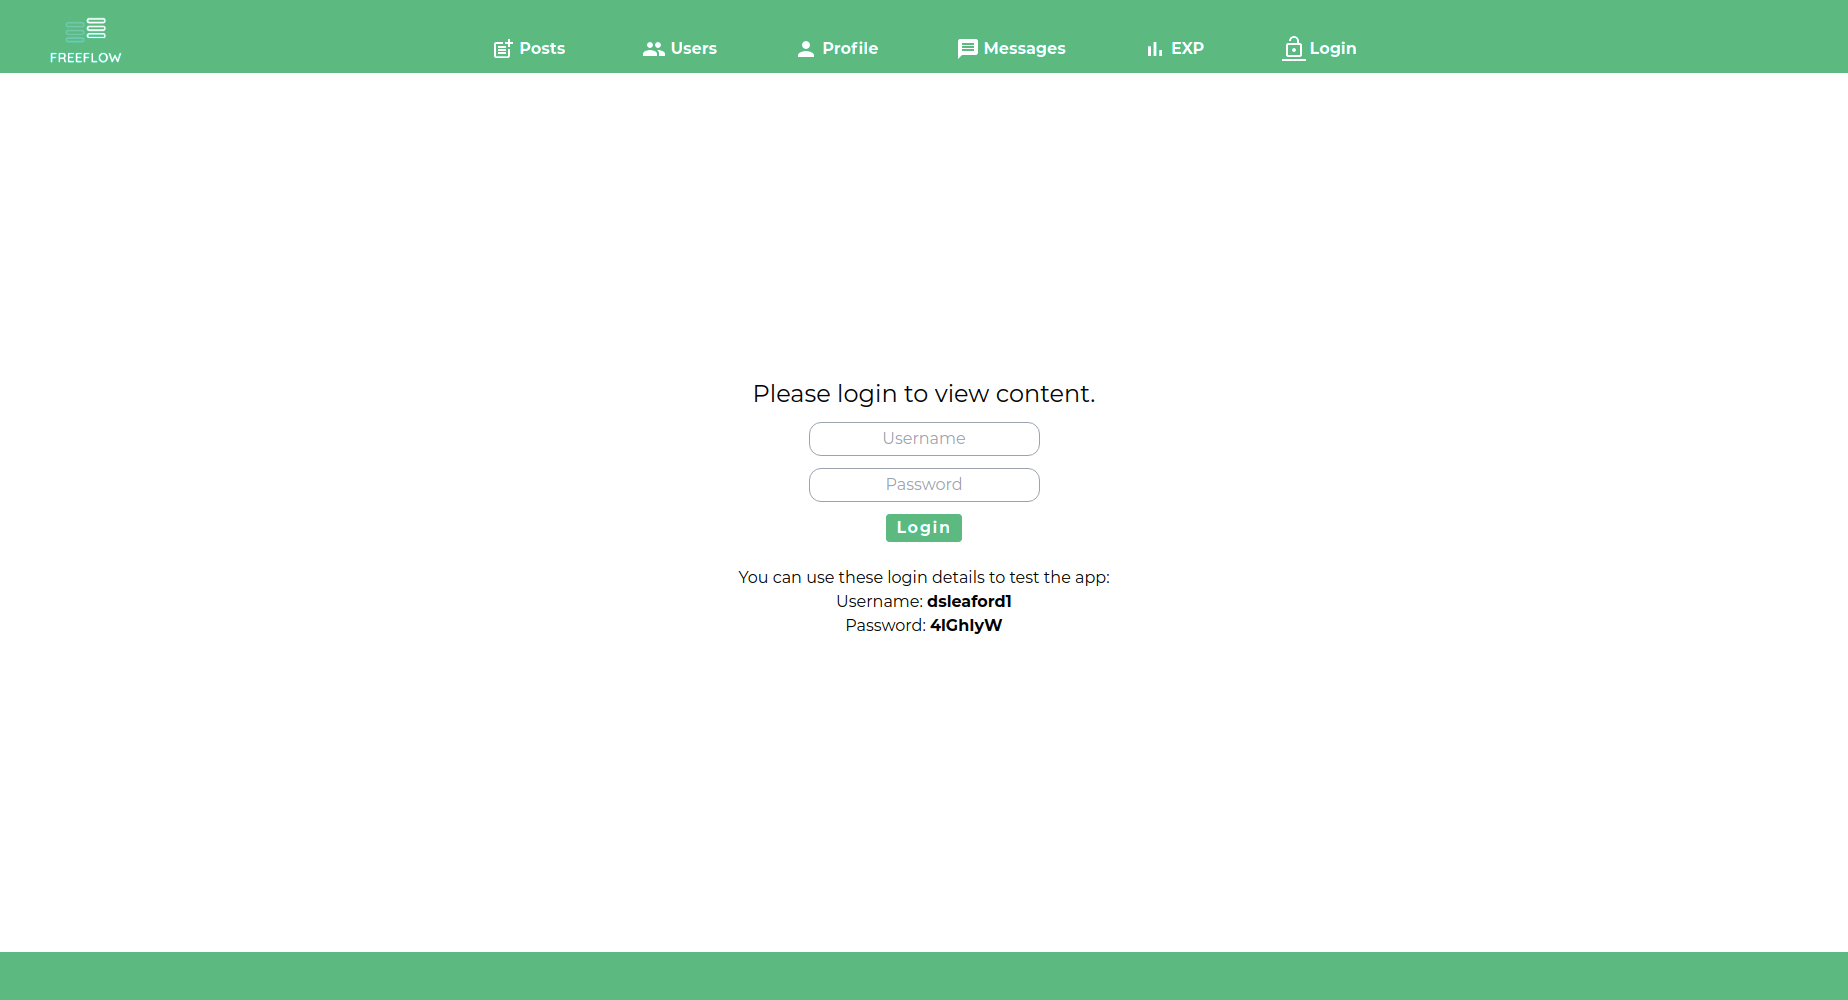 FREEFLOW
Posts
Users
Profile
Messages
EXP
Login
Please login to view content.
Username
Password
Login
You can use these login details to test the app:
Username: dsleaford1
Password: 4lGhlyW